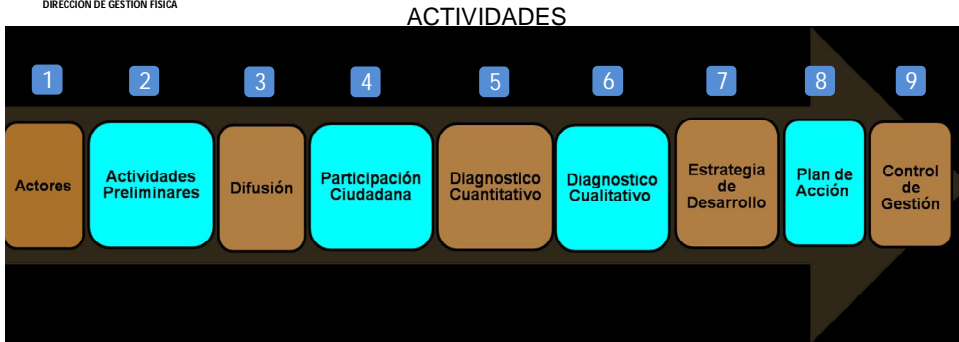 DIRECCIÓN DE GESTIÓN FÍSICA
ACTIVIDADES
1 2 3 4 5 6 7 8 9
Actores
Actividades
Preliminares
Difusión
Participación
Ciudadana
Diagnostico
Cuantitativo
Diagnostico
Cualitativo
Estrategia
de
Desarrollo
Plan de
Acción
Control
de
Gestión